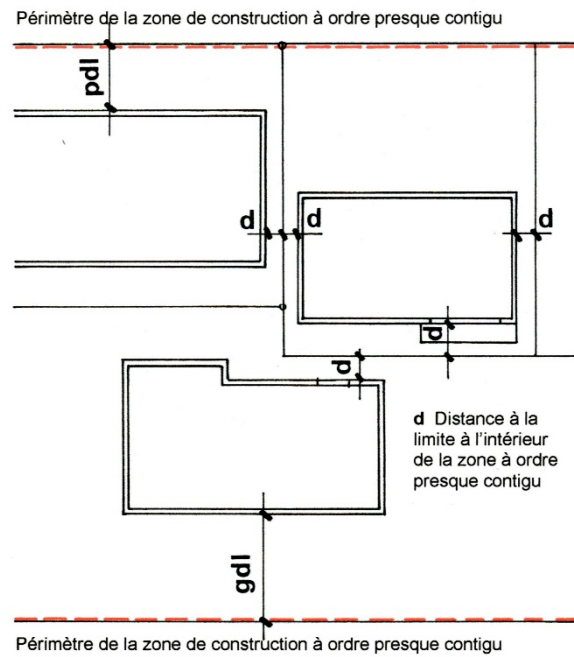 Périmètre de la zone de construction à ordre presque contigu
pdl
d d d
d
d
d Distance à la
limite à l'intérieur
de la zone à ordre
presque contigu
gdl
Périmètre de la zone de construction à ordre presque contigu